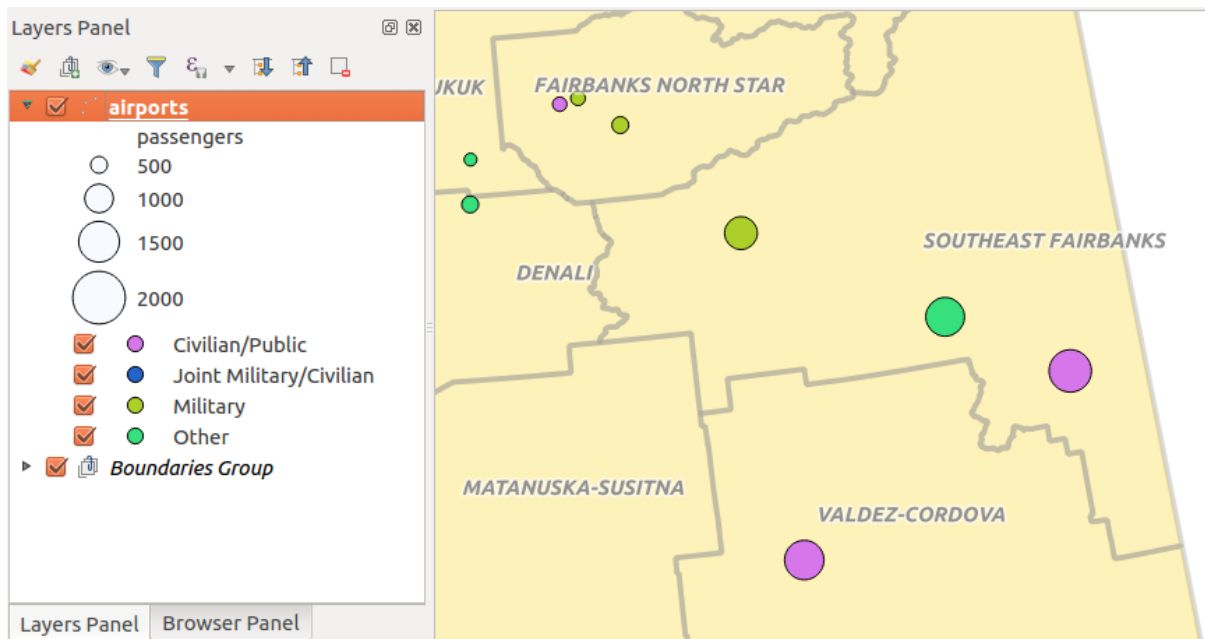 Layers Panel
airports
passengers
500
1000
1500
2000
Civilian/Public
Joint Military/Civilian
Military
Other
Boundaries Group
Layers Panel
Browser Panel
UKUK
FAIRBANKS NORTH STAR
SOUTHEAST FAIRBANKS
DENALI
MATANUSKA-SUSITNA
VALDEZ-CORDOVA